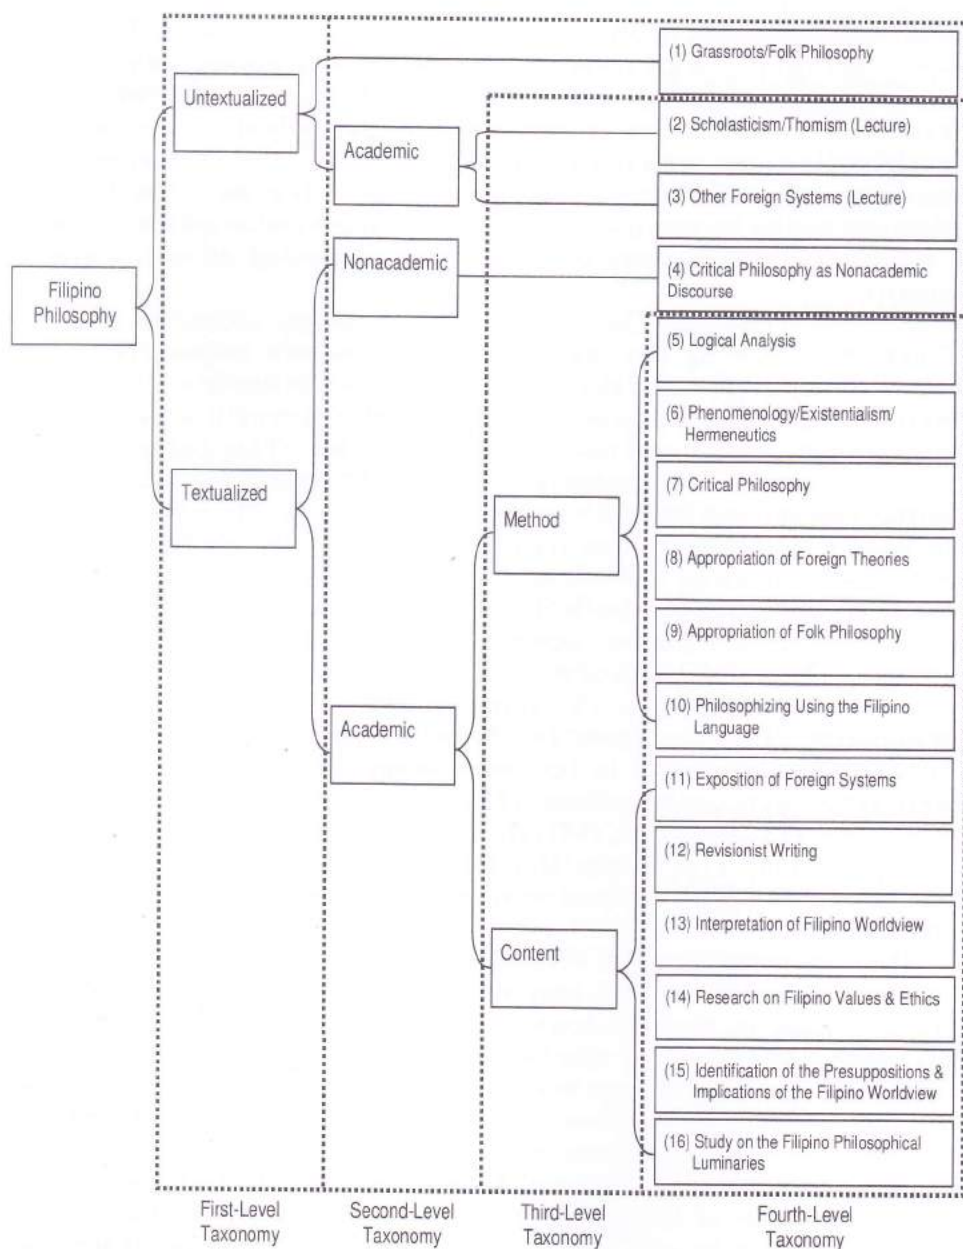 (1) Grassroots/Folk Philosophy
Untextualized
(2) Scholasticism/Thomism (Lecture)
Academic
(3) Other Foreign Systems (Lecture)
Nonacademic
(4) Critical Philosophy as Nonacademic
Discourse
Filipino
Philosophy
(5) Logical Analysis
(6) Phenomenology/Existentialism/
Hermeneutics
Textualized
(7) Critical Philosophy
Method
(8) Appropriation of Foreign Theories
(9) Appropriation of Folk Philosophy
(10) Philosophizing Using the Filipino
Language
Academic
(11) Exposition of Foreign Systems
(12) Revisionist Writing
(13) Interpretation of Filipino Worldview
Content
(14) Research on Filipino Values & Ethics
(15) Identification of the Presuppositions &
Implications of the Filipino Worldview
(16) Study on the Filipino Philosophical
Luminaries
First-Level
Taxonomy
Second-Level
Taxonomy
Third-Level
Taxonomy
Fourth-Level
Taxonomy